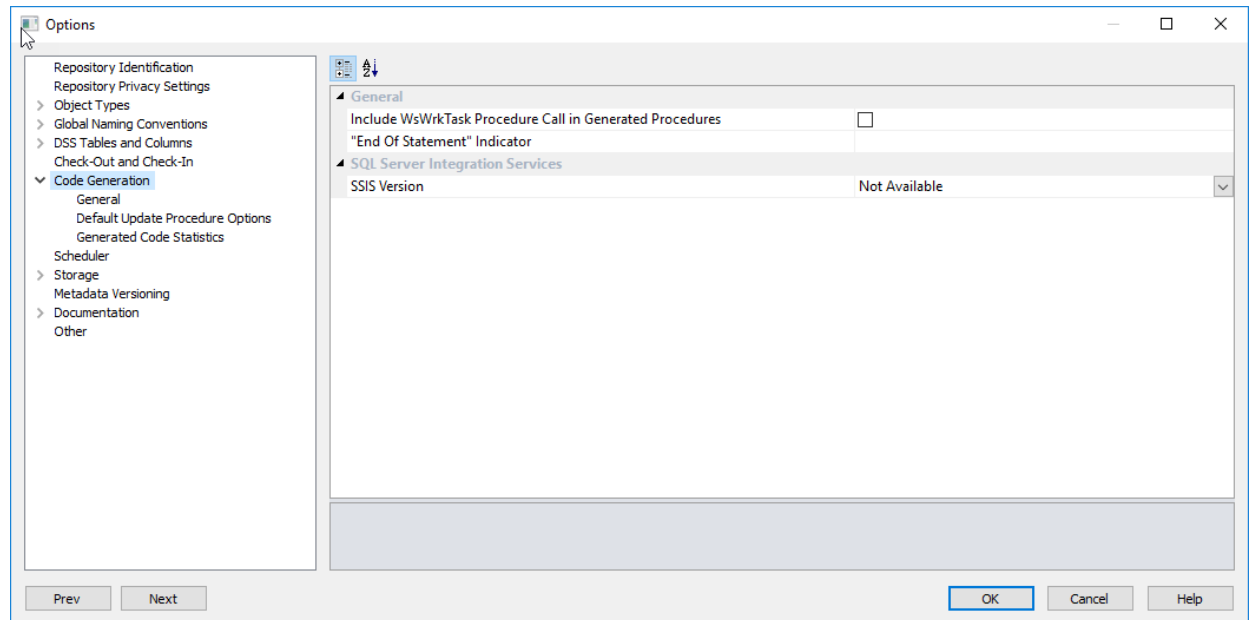 Options
Repository Identification
Repository Privacy Settings
Object Types
Global Naming Conventions
DSS Tables and Columns
Check-Out and Check-In
Code Generation
General
Default Update Procedure Options
Generated Code Statistics
Scheduler
Storage
Metadata Versioning
Documentation
Other
A
Z
General
Include WsWrkTask Procedure Call in Generated Procedures
"End Of Statement" Indicator
SQL Server Integration Services
SSIS Version Not Available
Prev Next OK Cancel Help